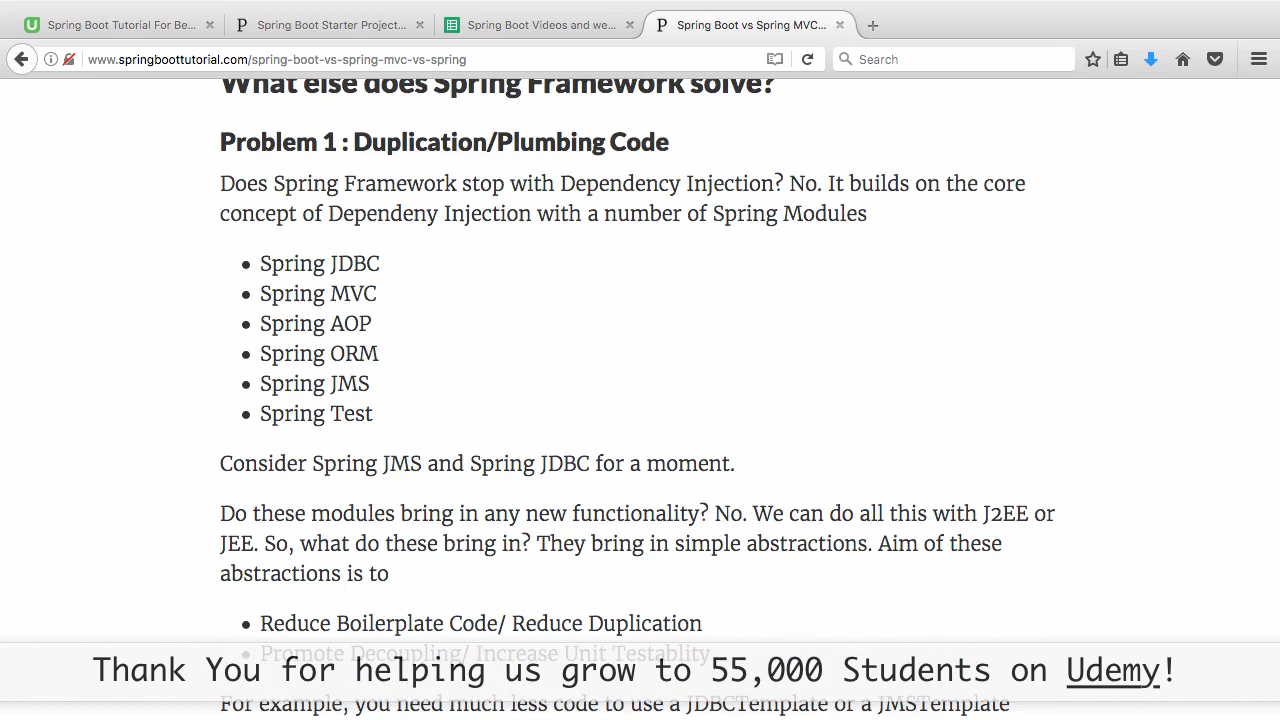 Spring Boot Tutorial For Be...
Spring Boot Starter Project...
Spring Boot Videos and we...
Spring Boot vs Spring MVC...
www.springboottutorial.com/spring-boot-vs-spring-mvc-vs-spring
Search
What else does Spring Framework solve?
Problem 1 : Duplication/Plumbing Code
Does Spring Framework stop with Dependency Injection? No. It builds on the core
concept of Dependeny Injection with a number of Spring Modules
• Spring JDBC
• Spring MVC
• Spring AOP
• Spring ORM
• Spring JMS
• Spring Test
Consider Spring JMS and Spring JDBC for a moment.
Do these modules bring in any new functionality? No. We can do all this with J2EE or
JEE. So, what do these bring in? They bring in simple abstractions. Aim of these
abstractions is to
• Reduce Boilerplate Code/ Reduce Duplication
• Promote Decoupling/ Increase Unit Testablity
Thank You for helping us grow to 55,000 Students on Udemy!
For example, you need much less code to use a JDBCTemplate or a JMSTemplate